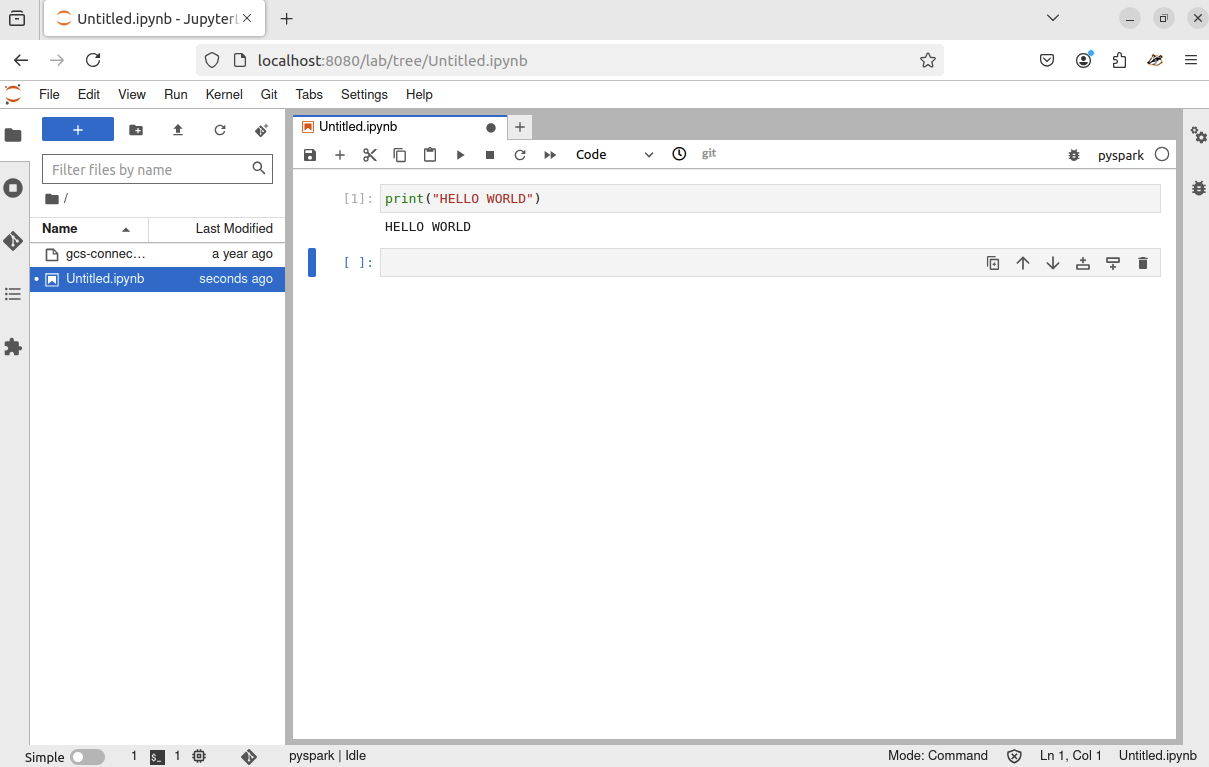 Untitled.ipynb - JupyterL
localhost:8080/lab/tree/Untitled.ipynb
File Edit View Run Kernel Git Tabs Settings Help
Untitled.ipynb
Code git pyspark
Filter files by name
/
Name Last Modified
gcs-connec… a year ago
Untitled.ipynb seconds ago
[1]: print("HELLO WORLD")
HELLO WORLD
[ ]:
Simple 1 $_ 1 pyspark | Idle Mode: Command Ln 1, Col 1 Untitled.ipynb